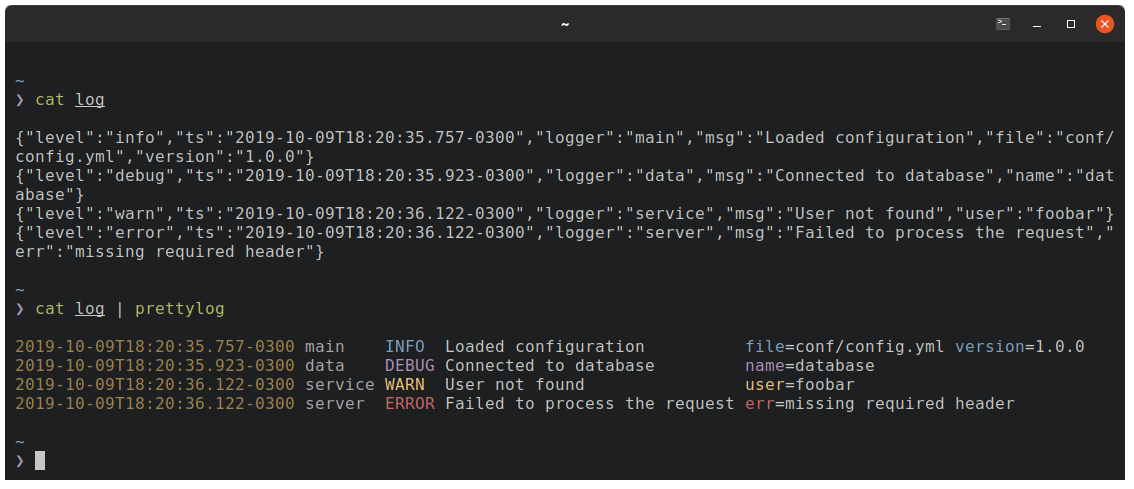 ~
~
❯ cat log
{"level":"info","ts":"2019-10-09T18:20:35.757-0300","logger":"main","msg":"Loaded configuration","file":"conf/
config.yml","version":"1.0.0"}
{"level":"debug","ts":"2019-10-09T18:20:35.923-0300","logger":"data","msg":"Connected to database","name":"dat
abase"}
{"level":"warn","ts":"2019-10-09T18:20:36.122-0300","logger":"service","msg":"User not found","user":"foobar"}
{"level":"error","ts":"2019-10-09T18:20:36.122-0300","logger":"server","msg":"Failed to process the request","
err":"missing required header"}
~
❯ cat log | prettylog
2019-10-09T18:20:35.757-0300 main    INFO  Loaded configuration          file=conf/config.yml version=1.0.0
2019-10-09T18:20:35.923-0300 data    DEBUG Connected to database         name=database
2019-10-09T18:20:36.122-0300 service WARN  User not found                user=foobar
2019-10-09T18:20:36.122-0300 server  ERROR Failed to process the request err=missing required header
~
❯